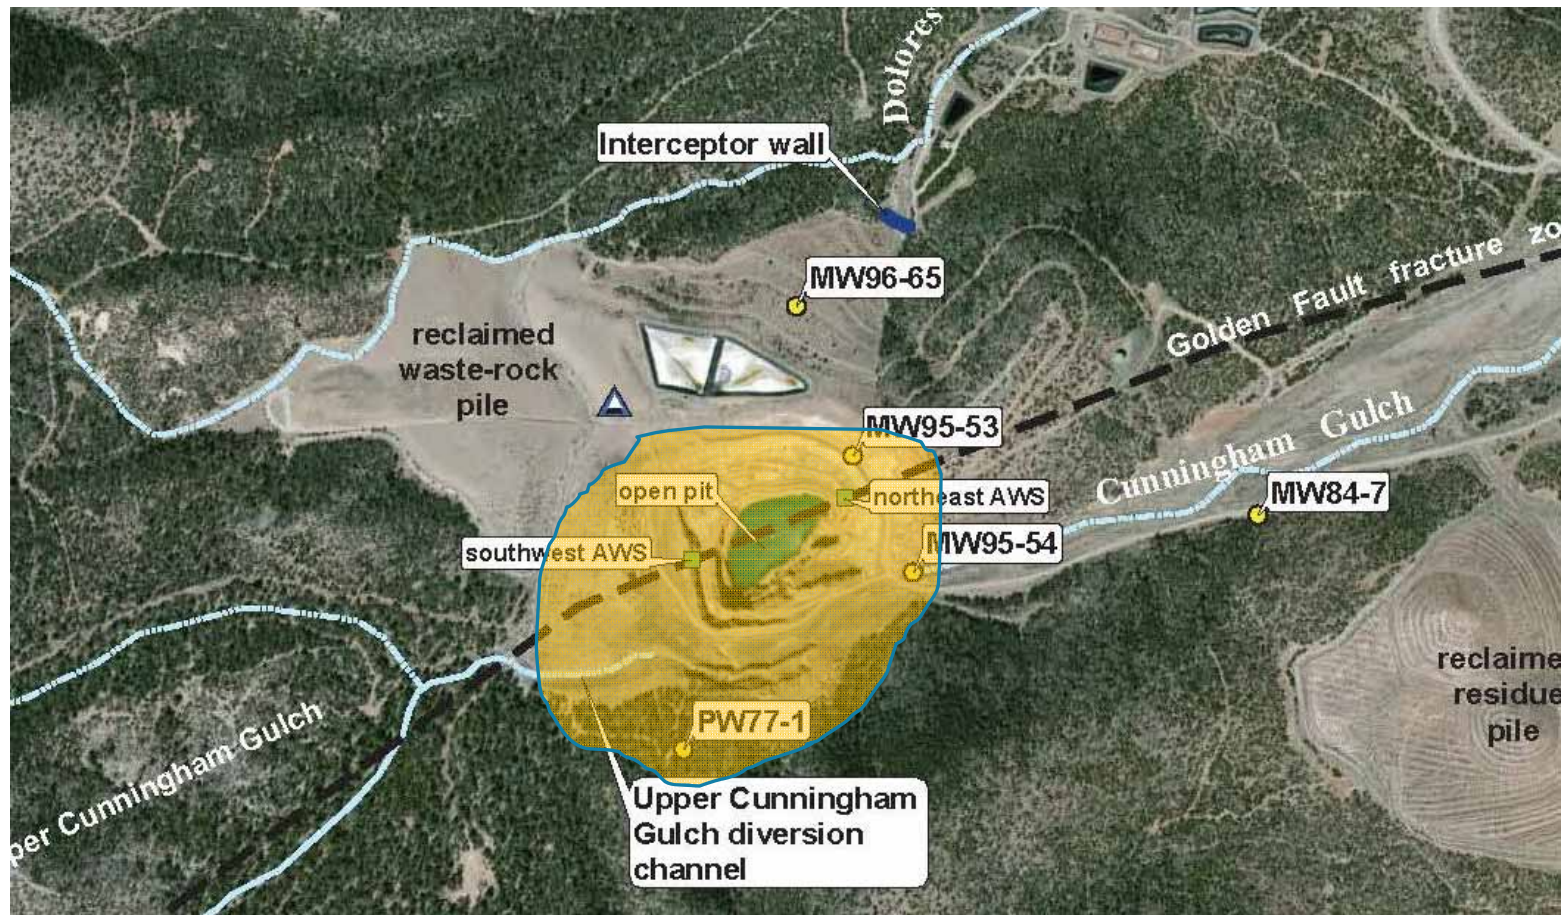 Dolores
Interceptor wall
MW96-65
Golden Fault fracture zo
reclaimed
waste-rock
pile
MW95-53
Cunningham Gulch
open pit
northeast AWS
MW84-7
southwest AWS
MW95-54
reclaime
residue
pile
PW77-1
per Cunningham Gulch
Upper Cunningham
Gulch diversion
channel